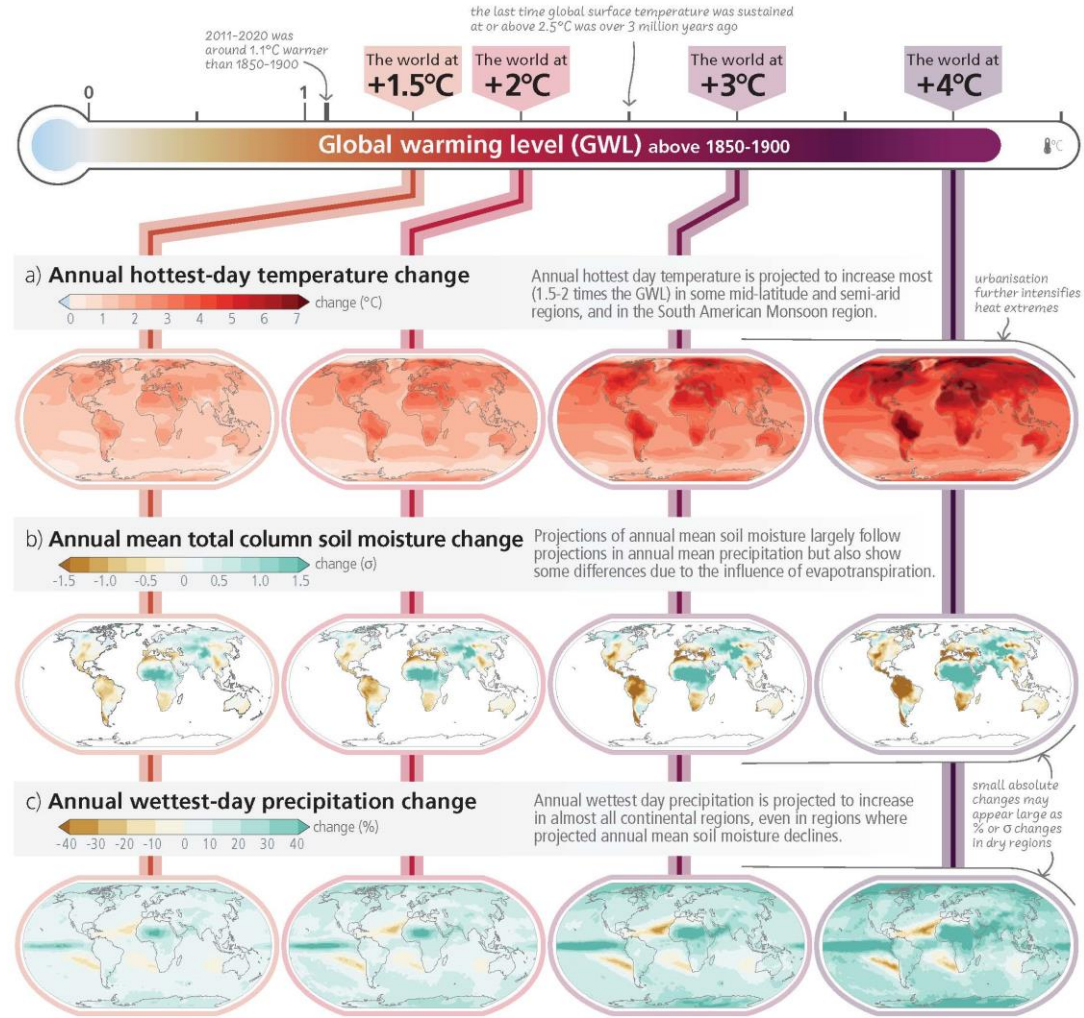 the last time global surface temperature was sustained
at or above 2.5°C was over 3 million years ago
2011-2020 was
around 1.1°C warmer
than 1850-1900
The world at
+1.5°C
The world at
+2°C
The world at
+3°C
The world at
+4°C
0
1
Global warming level (GWL) above 1850-1900
°C
a) Annual hottest-day temperature change
change (°C)
0 1 2 3 4 5 6 7
Annual hottest day temperature is projected to increase most
(1.5-2 times the GWL) in some mid-latitude and semi-arid
regions, and in the South American Monsoon region.
urbanisation
further intensifies
heat extremes
b) Annual mean total column soil moisture change
change (σ)
-1.5 -1.0 -0.5 0 0.5 1.0 1.5
Projections of annual mean soil moisture largely follow
projections in annual mean precipitation but also show
some differences due to the influence of evapotranspiration.
c) Annual wettest-day precipitation change
change (%)
-40 -30 -20 -10 0 10 20 30 40
Annual wettest day precipitation is projected to increase
in almost all continental regions, even in regions where
projected annual mean soil moisture declines.
small absolute
changes may
appear large as
% or σ changes
in dry regions